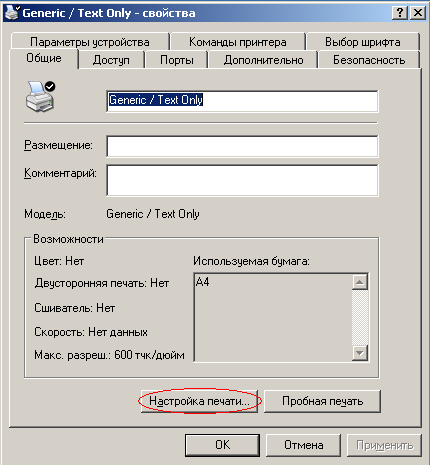 Generic / Text Only - свойства
Параметры устройства Команды принтера Выбор шрифта
Общие Доступ Порты Дополнительно Безопасность
Generic / Text Only
Размещение:
Комментарий:
Модель: Generic / Text Only
Возможности
Цвет: Нет Используемая бумага:
Двусторонняя печать: Нет A4
Сшиватель: Нет
Скорость: Нет данных
Макс. разреш.: 600 тчк/дюйм
Настройка печати... Пробная печать
OK Отмена Применить